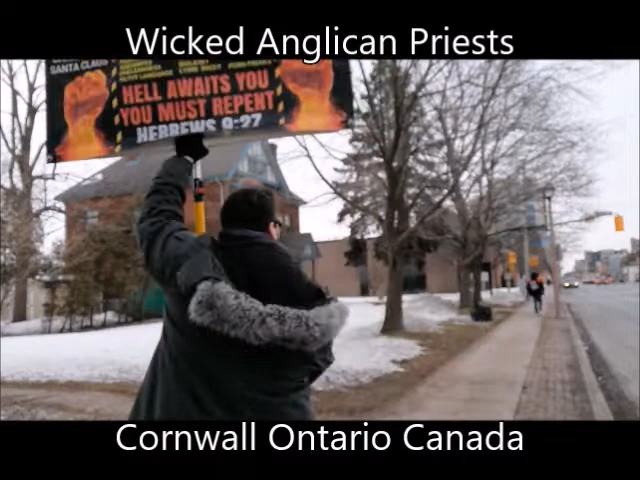 Wicked Anglican Priests
SANTA CLAUS
HELL AWAITS YOU
YOU MUST REPENT
HEBREWS 9:27
Cornwall Ontario Canada